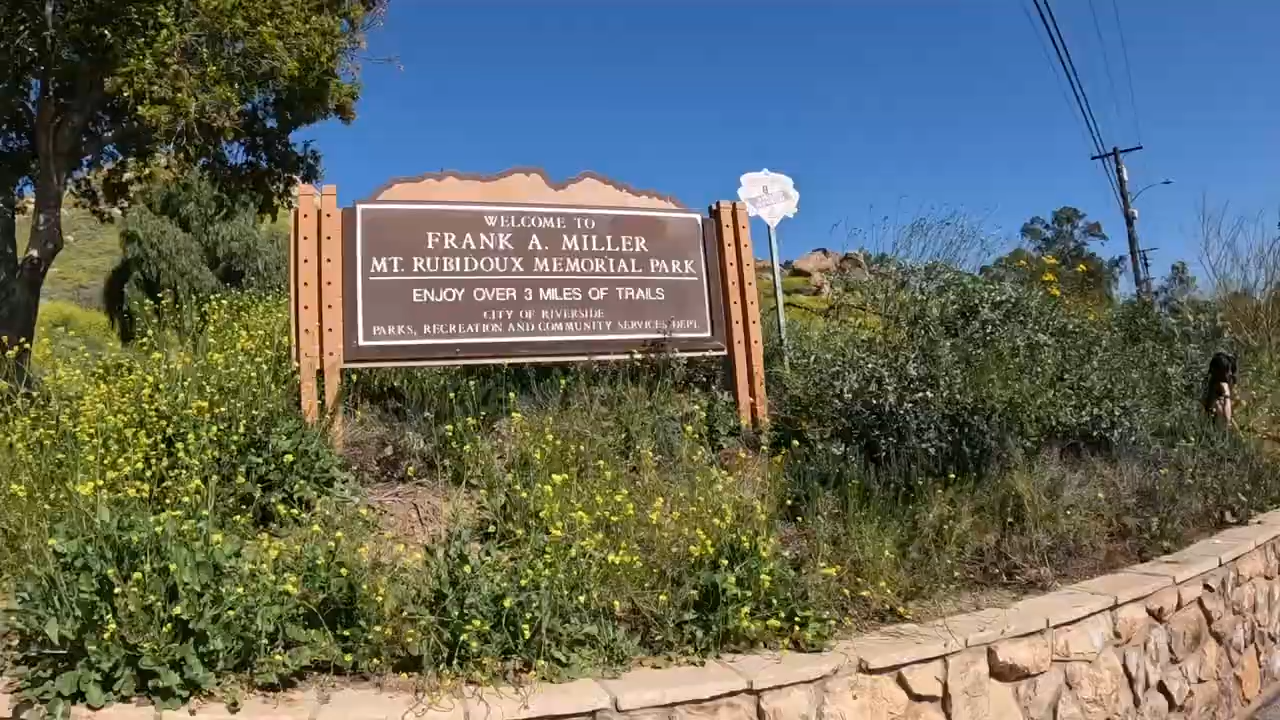 WELCOME TO
FRANK A. MILLER
MT. RUBIDOUX MEMORIAL PARK
ENJOY OVER 3 MILES OF TRAILS
CITY OF RIVERSIDE
PARKS, RECREATION AND COMMUNITY SERVICES DEPT.